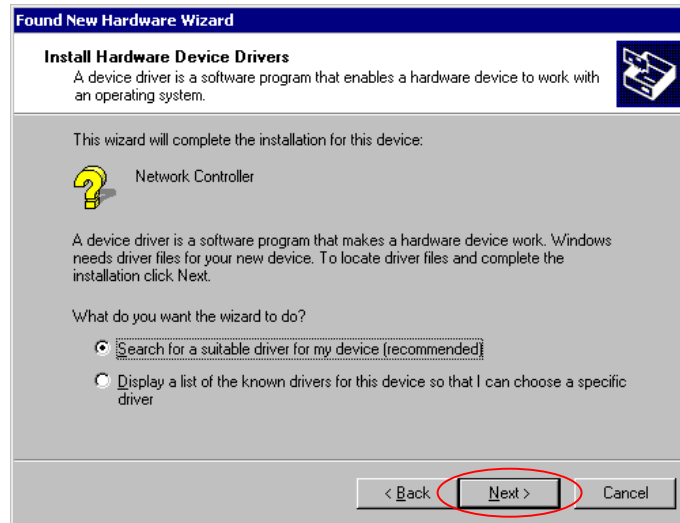 Found New Hardware Wizard
Install Hardware Device Drivers
A device driver is a software program that enables a hardware device to work with
an operating system.
This wizard will complete the installation for this device:
Network Controller
A device driver is a software program that makes a hardware device work. Windows
needs driver files for your new device. To locate driver files and complete the
installation click Next.
What do you want the wizard to do?
Search for a suitable driver for my device (recommended)
Display a list of the known drivers for this device so that I can choose a specific
driver
< Back
Next >
Cancel